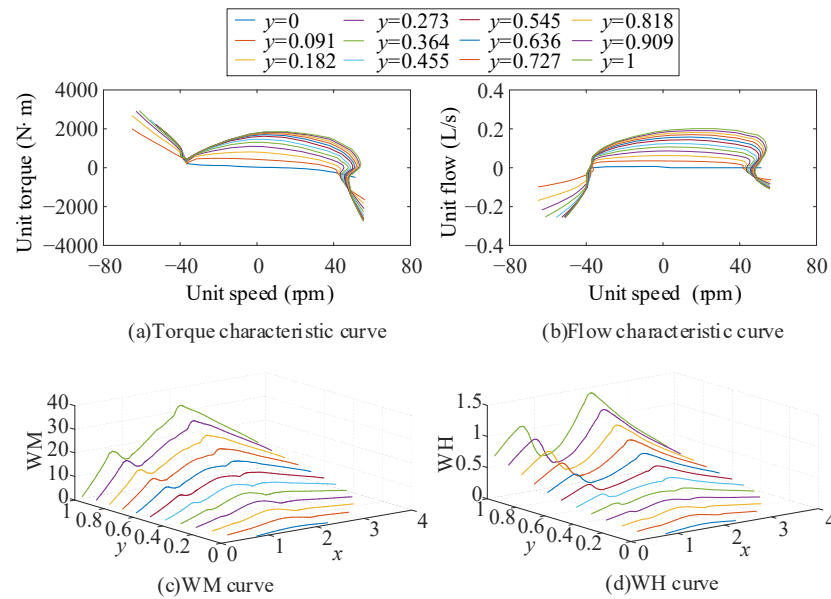 y=0 y=0.273 y=0.545 y=0.818
y=0.091 y=0.364 y=0.636 y=0.909
y=0.182 y=0.455 y=0.727 y=1
Unit torque (N· m)
4000
2000
0
−2000
−4000
−80 −40 0 40 80
Unit speed (rpm)
(a)Torque characteristic curve
Unit flow (L/s)
0.4
0.2
0
−0.2
−0.4
−80 −40 0 40 80
Unit speed (rpm)
(b)Flow characteristic curve
WM
40
30
20
10
0
1 0.8 0.6 0.4 0.2 0
y
0 1 2 3 4
x
(c)WM curve
WH
1.5
1
0.5
0
1 0.8 0.6 0.4 0.2 0
y
0 1 2 3 4
x
(d)WH curve